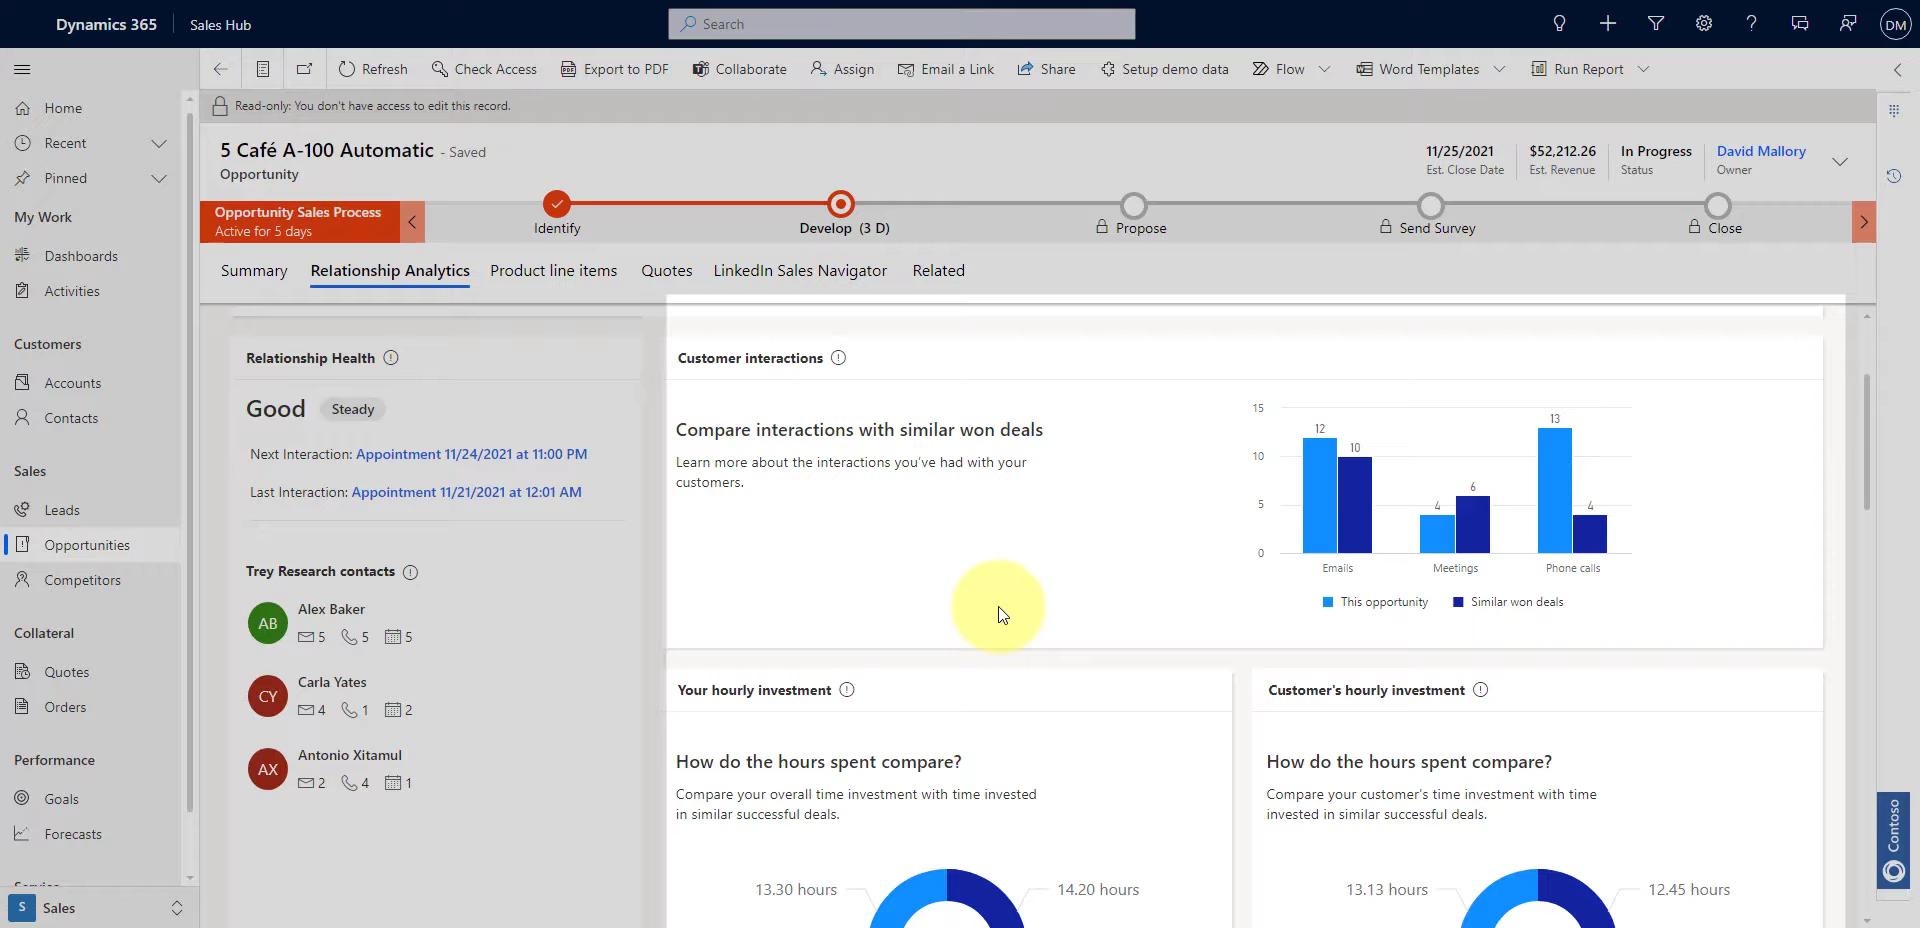 Dynamics 365
Sales Hub
Search
DM
Refresh
Check Access
Export to PDF
Collaborate
Assign
Email a Link
Share
Setup demo data
Flow
Word Templates
Run Report
Read-only: You don't have access to edit this record.
Home
Recent
Pinned
My Work
Dashboards
Activities
Customers
Accounts
Contacts
Sales
Leads
Opportunities
Competitors
Collateral
Quotes
Orders
Performance
Goals
Forecasts
S
Sales
5 Café A-100 Automatic - Saved
Opportunity
11/25/2021
Est. Close Date
$52,212.26
Est. Revenue
In Progress
Status
David Mallory
Owner
Opportunity Sales Process
Active for 5 days
Identify
Develop (3 D)
Propose
Send Survey
Close
Summary
Relationship Analytics
Product line items
Quotes
LinkedIn Sales Navigator
Related
Relationship Health
Good
Steady
Next Interaction: Appointment 11/24/2021 at 11:00 PM
Last Interaction: Appointment 11/21/2021 at 12:01 AM
Trey Research contacts
AB
Alex Baker
5 5 5
CY
Carla Yates
4 1 2
AX
Antonio Xitamul
2 4 1
Customer interactions
Compare interactions with similar won deals
Learn more about the interactions you've had with your
customers.
15
10
5
0
12
10
4
6
13
4
Emails
Meetings
Phone calls
This opportunity
Similar won deals
Your hourly investment
How do the hours spent compare?
Compare your overall time investment with time invested
in similar successful deals.
13.30 hours
14.20 hours
Customer's hourly investment
How do the hours spent compare?
Compare your customer's time investment with time
invested in similar successful deals.
13.13 hours
12.45 hours
Contoso